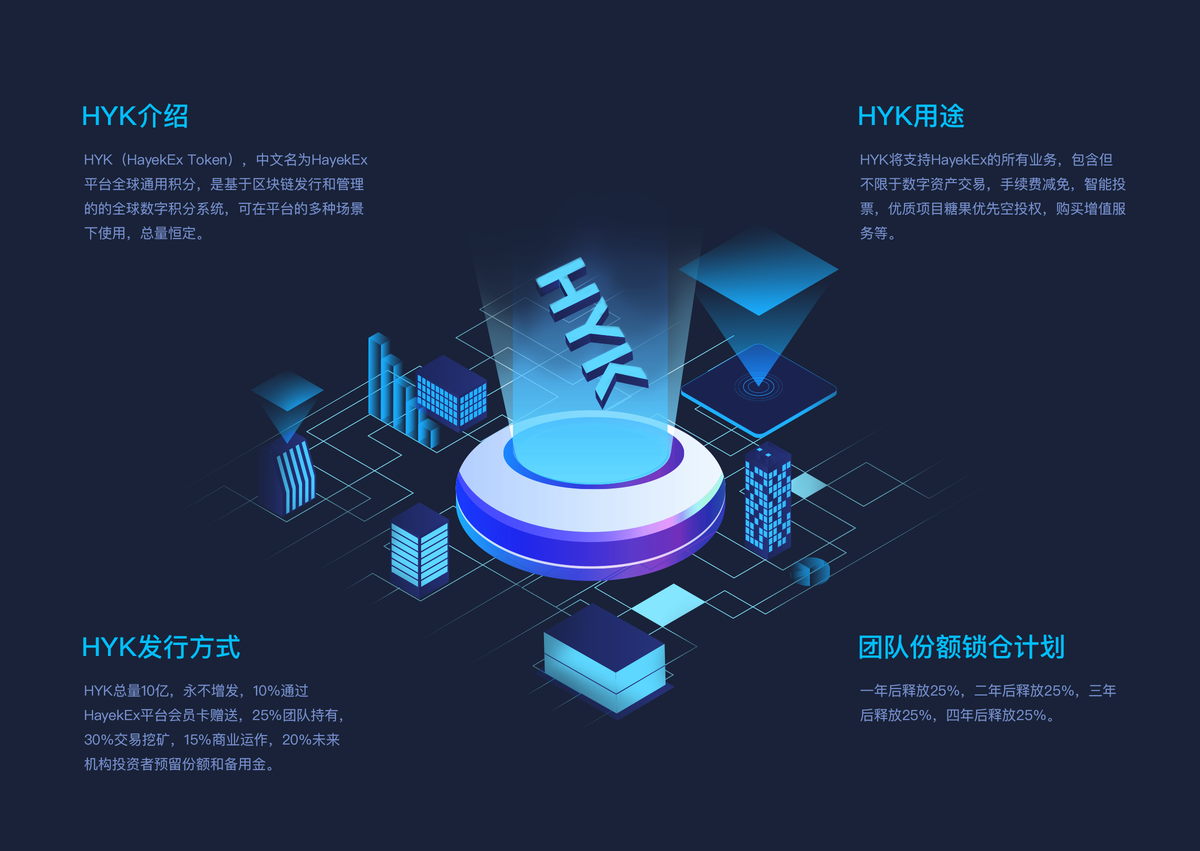 HYK介绍
HYK（HayekEx Token），中文名为HayekEx
平台全球通用积分，是基于区块链发行和管理
的的全球数字积分系统，可在平台的多种场景
下使用，总量恒定。
HYK用途
HYK将支持HayekEx的所有业务，包含但
不限于数字资产交易，手续费减免，智能投
票，优质项目糖果优先空投权，购买增值服
务等。
HYK
HYK发行方式
HYK总量10亿，永不增发，10%通过
HayekEx平台会员卡赠送，25%团队持有，
30%交易挖矿，15%商业运作，20%未来
机构投资者预留份额和备用金。
团队份额锁仓计划
一年后释放25%，二年后释放25%，三年
后释放25%，四年后释放25%。